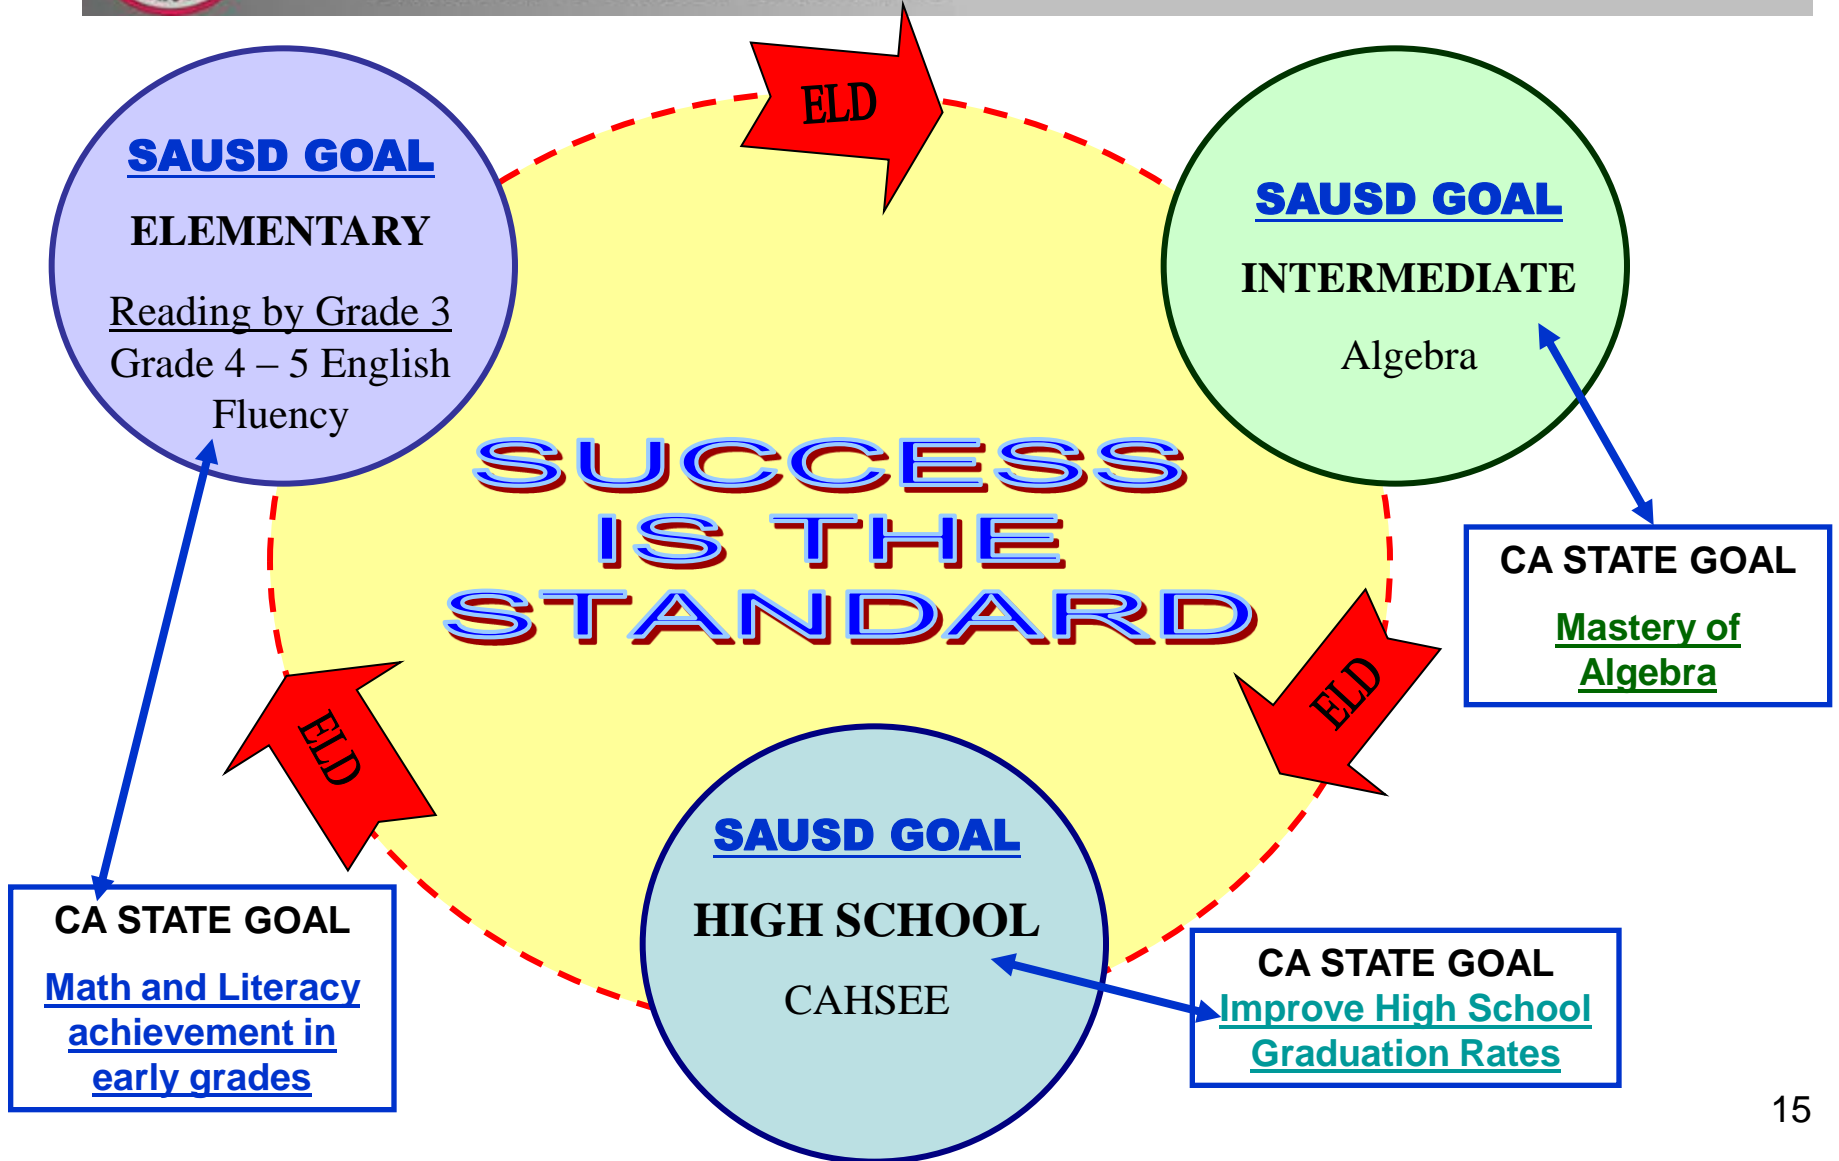 ELD
SAUSD GOAL
ELEMENTARY
Reading by Grade 3
Grade 4 – 5 English
Fluency
SAUSD GOAL
INTERMEDIATE
Algebra
SUCCESS
IS THE
STANDARD
CA STATE GOAL
Mastery of
Algebra
ELD
ELD
SAUSD GOAL
HIGH SCHOOL
CAHSEE
CA STATE GOAL
Math and Literacy
achievement in
early grades
CA STATE GOAL
Improve High School
Graduation Rates
15